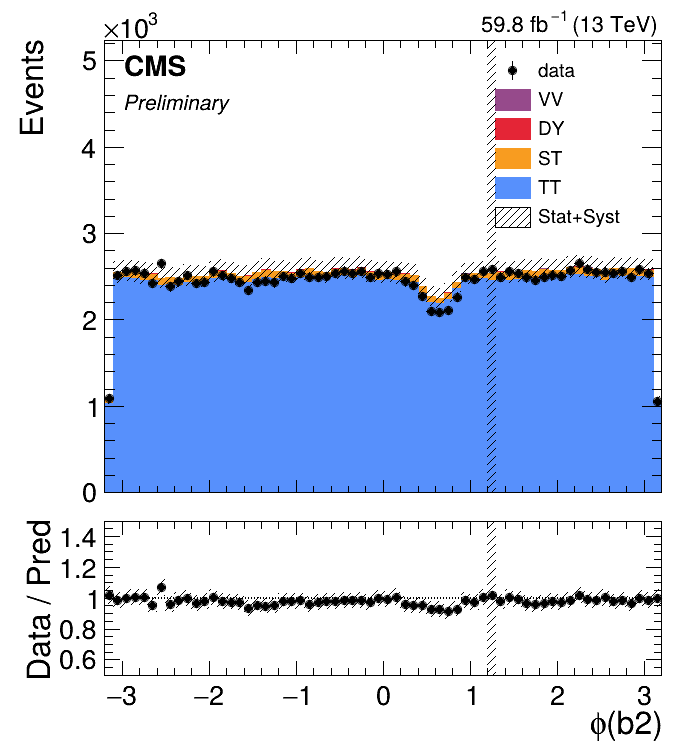 ×10³
59.8 fb⁻¹ (13 TeV)
Events
CMS
Preliminary
data
VV
DY
ST
TT
Stat+Syst
5
4
3
2
1
0
Data / Pred
1.4
1.2
1
0.8
0.6
−3 −2 −1 0 1 2 3
ϕ(b2)